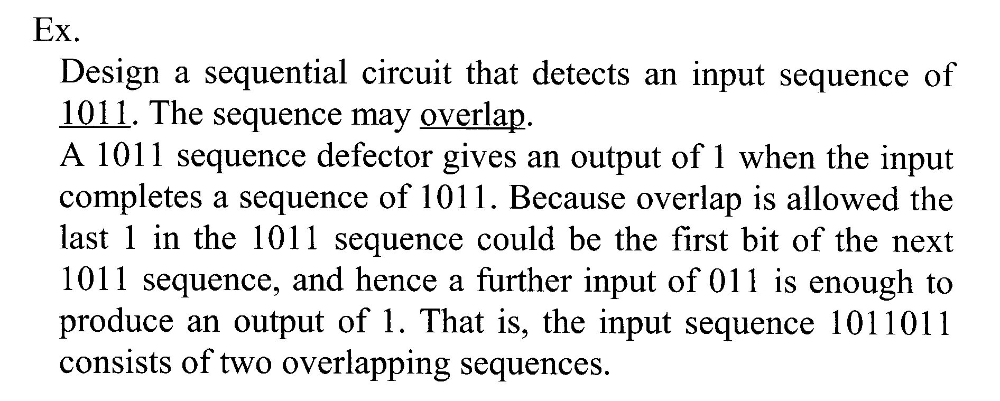 Ex.
Design a sequential circuit that detects an input sequence of
1011. The sequence may overlap.
A 1011 sequence defector gives an output of 1 when the input
completes a sequence of 1011. Because overlap is allowed the
last 1 in the 1011 sequence could be the first bit of the next
1011 sequence, and hence a further input of 011 is enough to
produce an output of 1. That is, the input sequence 1011011
consists of two overlapping sequences.